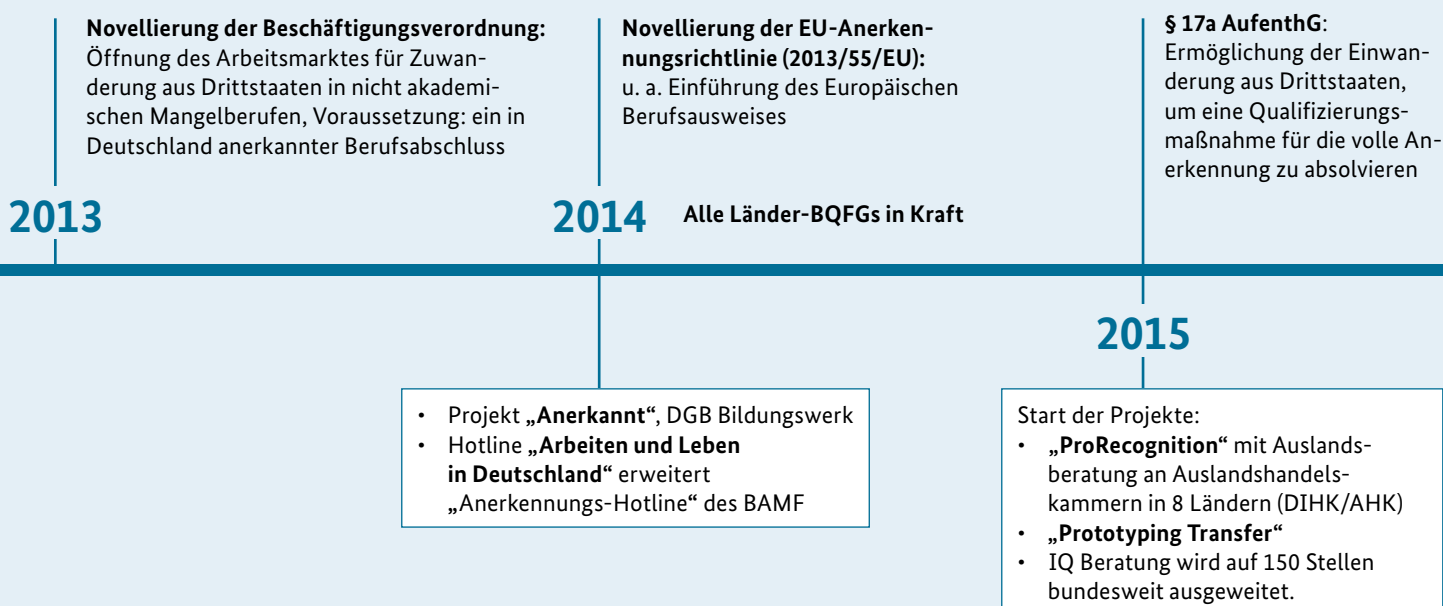 Novellierung der Beschäftigungsverordnung:
Öffnung des Arbeitsmarktes für Zuwan-
derung aus Drittstaaten in nicht akademi-
schen Mangelberufen, Voraussetzung: ein in
Deutschland anerkannter Berufsabschluss
2013
Novellierung der EU-Anerken-
nungsrichtlinie (2013/55/EU):
u. a. Einführung des Europäischen
Berufsausweises
2014
Alle Länder-BQFGs in Kraft
• Projekt „Anerkannt“, DGB Bildungswerk
• Hotline „Arbeiten und Leben
in Deutschland“ erweitert
„Anerkennungs-Hotline“ des BAMF
§ 17a AufenthG:
Ermöglichung der Einwan-
derung aus Drittstaaten,
um eine Qualifizierungs-
maßnahme für die volle An-
erkennung zu absolvieren
2015
Start der Projekte:
• „ProRecognition“ mit Auslands-
beratung an Auslandshandels-
kammern in 8 Ländern (DIHK/AHK)
• „Prototyping Transfer“
• IQ Beratung wird auf 150 Stellen
bundesweit ausgeweitet.